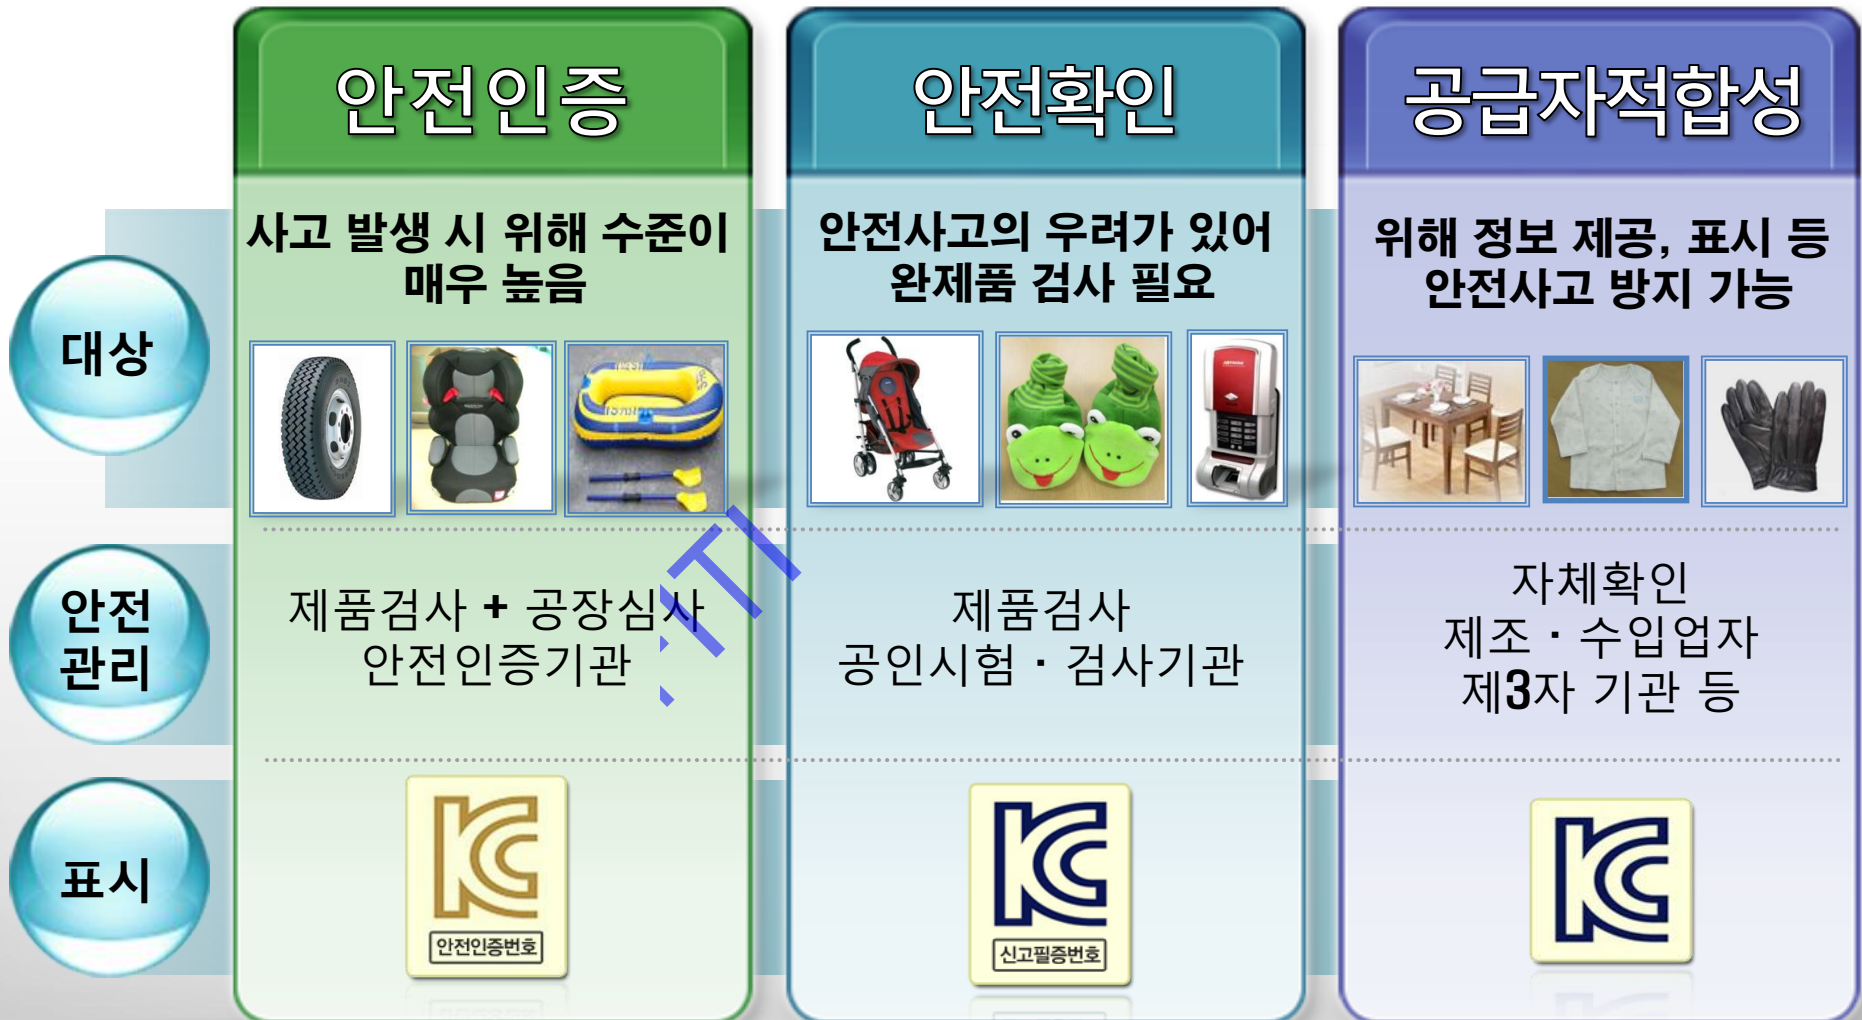 안전인증
안전확인
공급자적합성
대상
사고 발생 시 위해 수준이
매우 높음
안전사고의 우려가 있어
완제품 검사 필요
위해 정보 제공, 표시 등
안전사고 방지 가능
안전
관리
제품검사 + 공장심사
안전인증기관
제품검사
공인시험 · 검사기관
자체확인
제조 · 수입업자
제3자 기관 등
표시
안전인증번호
신고필증번호